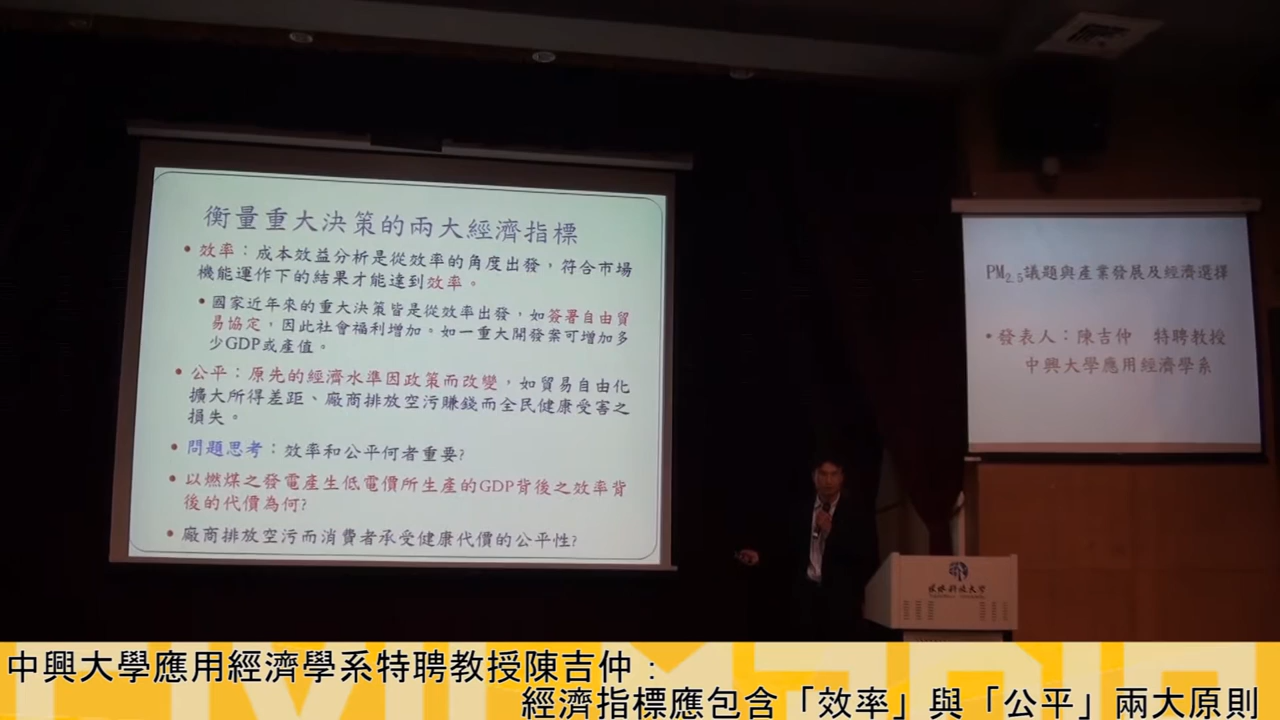 衡量重大決策的兩大經濟指標
• 效率：成本效益分析是從效率的角度出發，符合市場
機能運作下的結果才能達到效率。
• 國家近年來的重大決策皆是從效率出發，如簽署自由貿
易協定，因此社會福利增加。如一重大開發案可增加多
少GDP或產值。
• 公平：原先的經濟水準因政策而改變，如貿易自由化
擴大所得差距、廠商排放空污賺錢而全民健康受害之
損失。
• 問題思考：效率和公平何者重要?
• 以燃煤之發電產生低電價所生產的GDP背後之效率背
後的代價為何?
• 廠商排放空污而消費者承受健康代價的公平性?
PM2.5議題與產業發展及經濟選擇
• 發表人：陳吉仲 特聘教授
中興大學應用經濟學系
中興大學應用經濟學系特聘教授陳吉仲：
經濟指標應包含「效率」與「公平」兩大原則